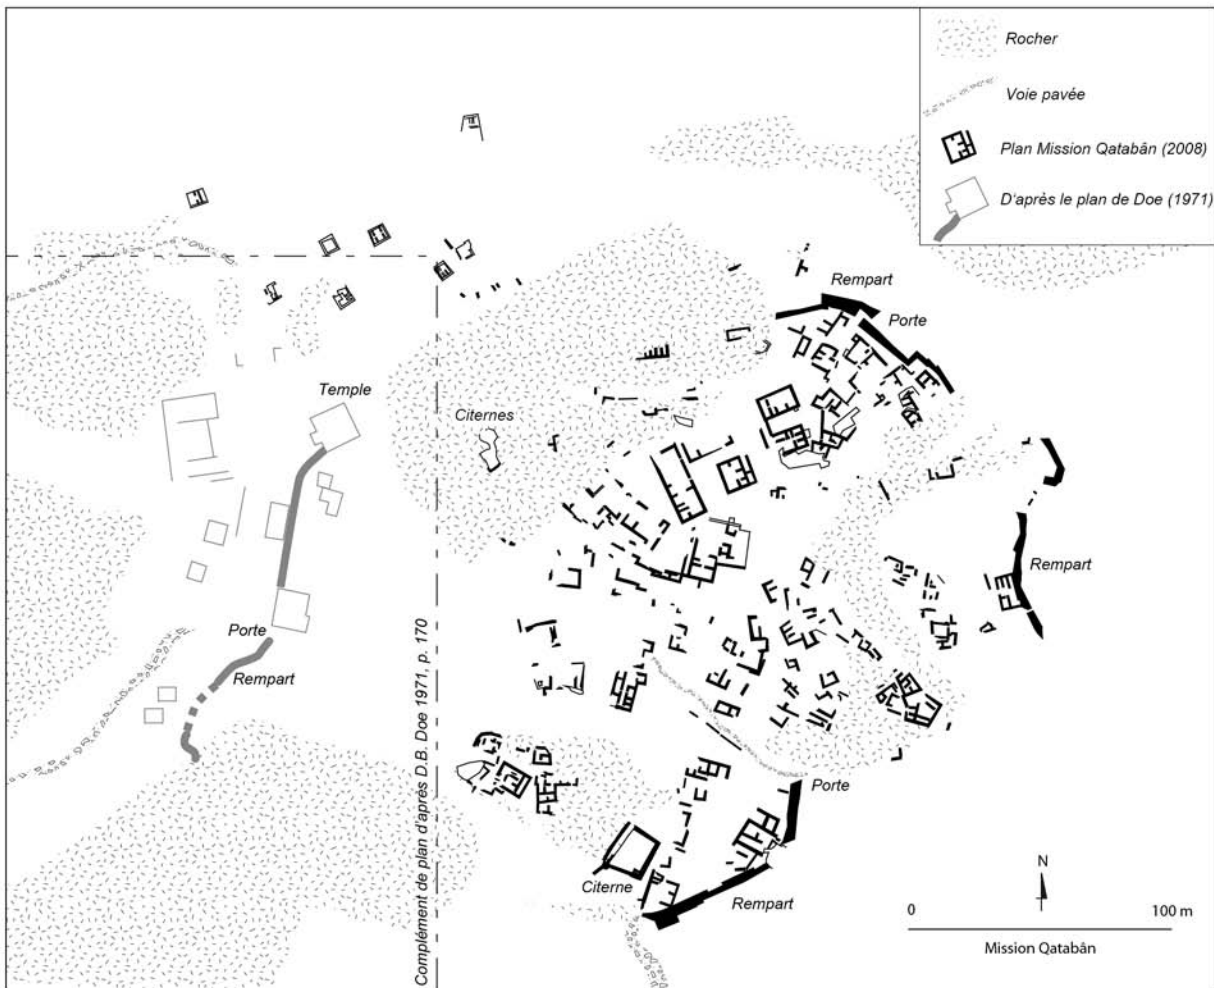 Rocher
Voie pavée
Plan Mission Qatabân (2008)
D'après le plan de Doe (1971)
Rempart
Porte
Temple
Citernes
Rempart
Porte
Rempart
Complément de plan d'après D.B. Doe 1971, p. 170
Porte
Citerne
Rempart
N
0 100 m
Mission Qatabân